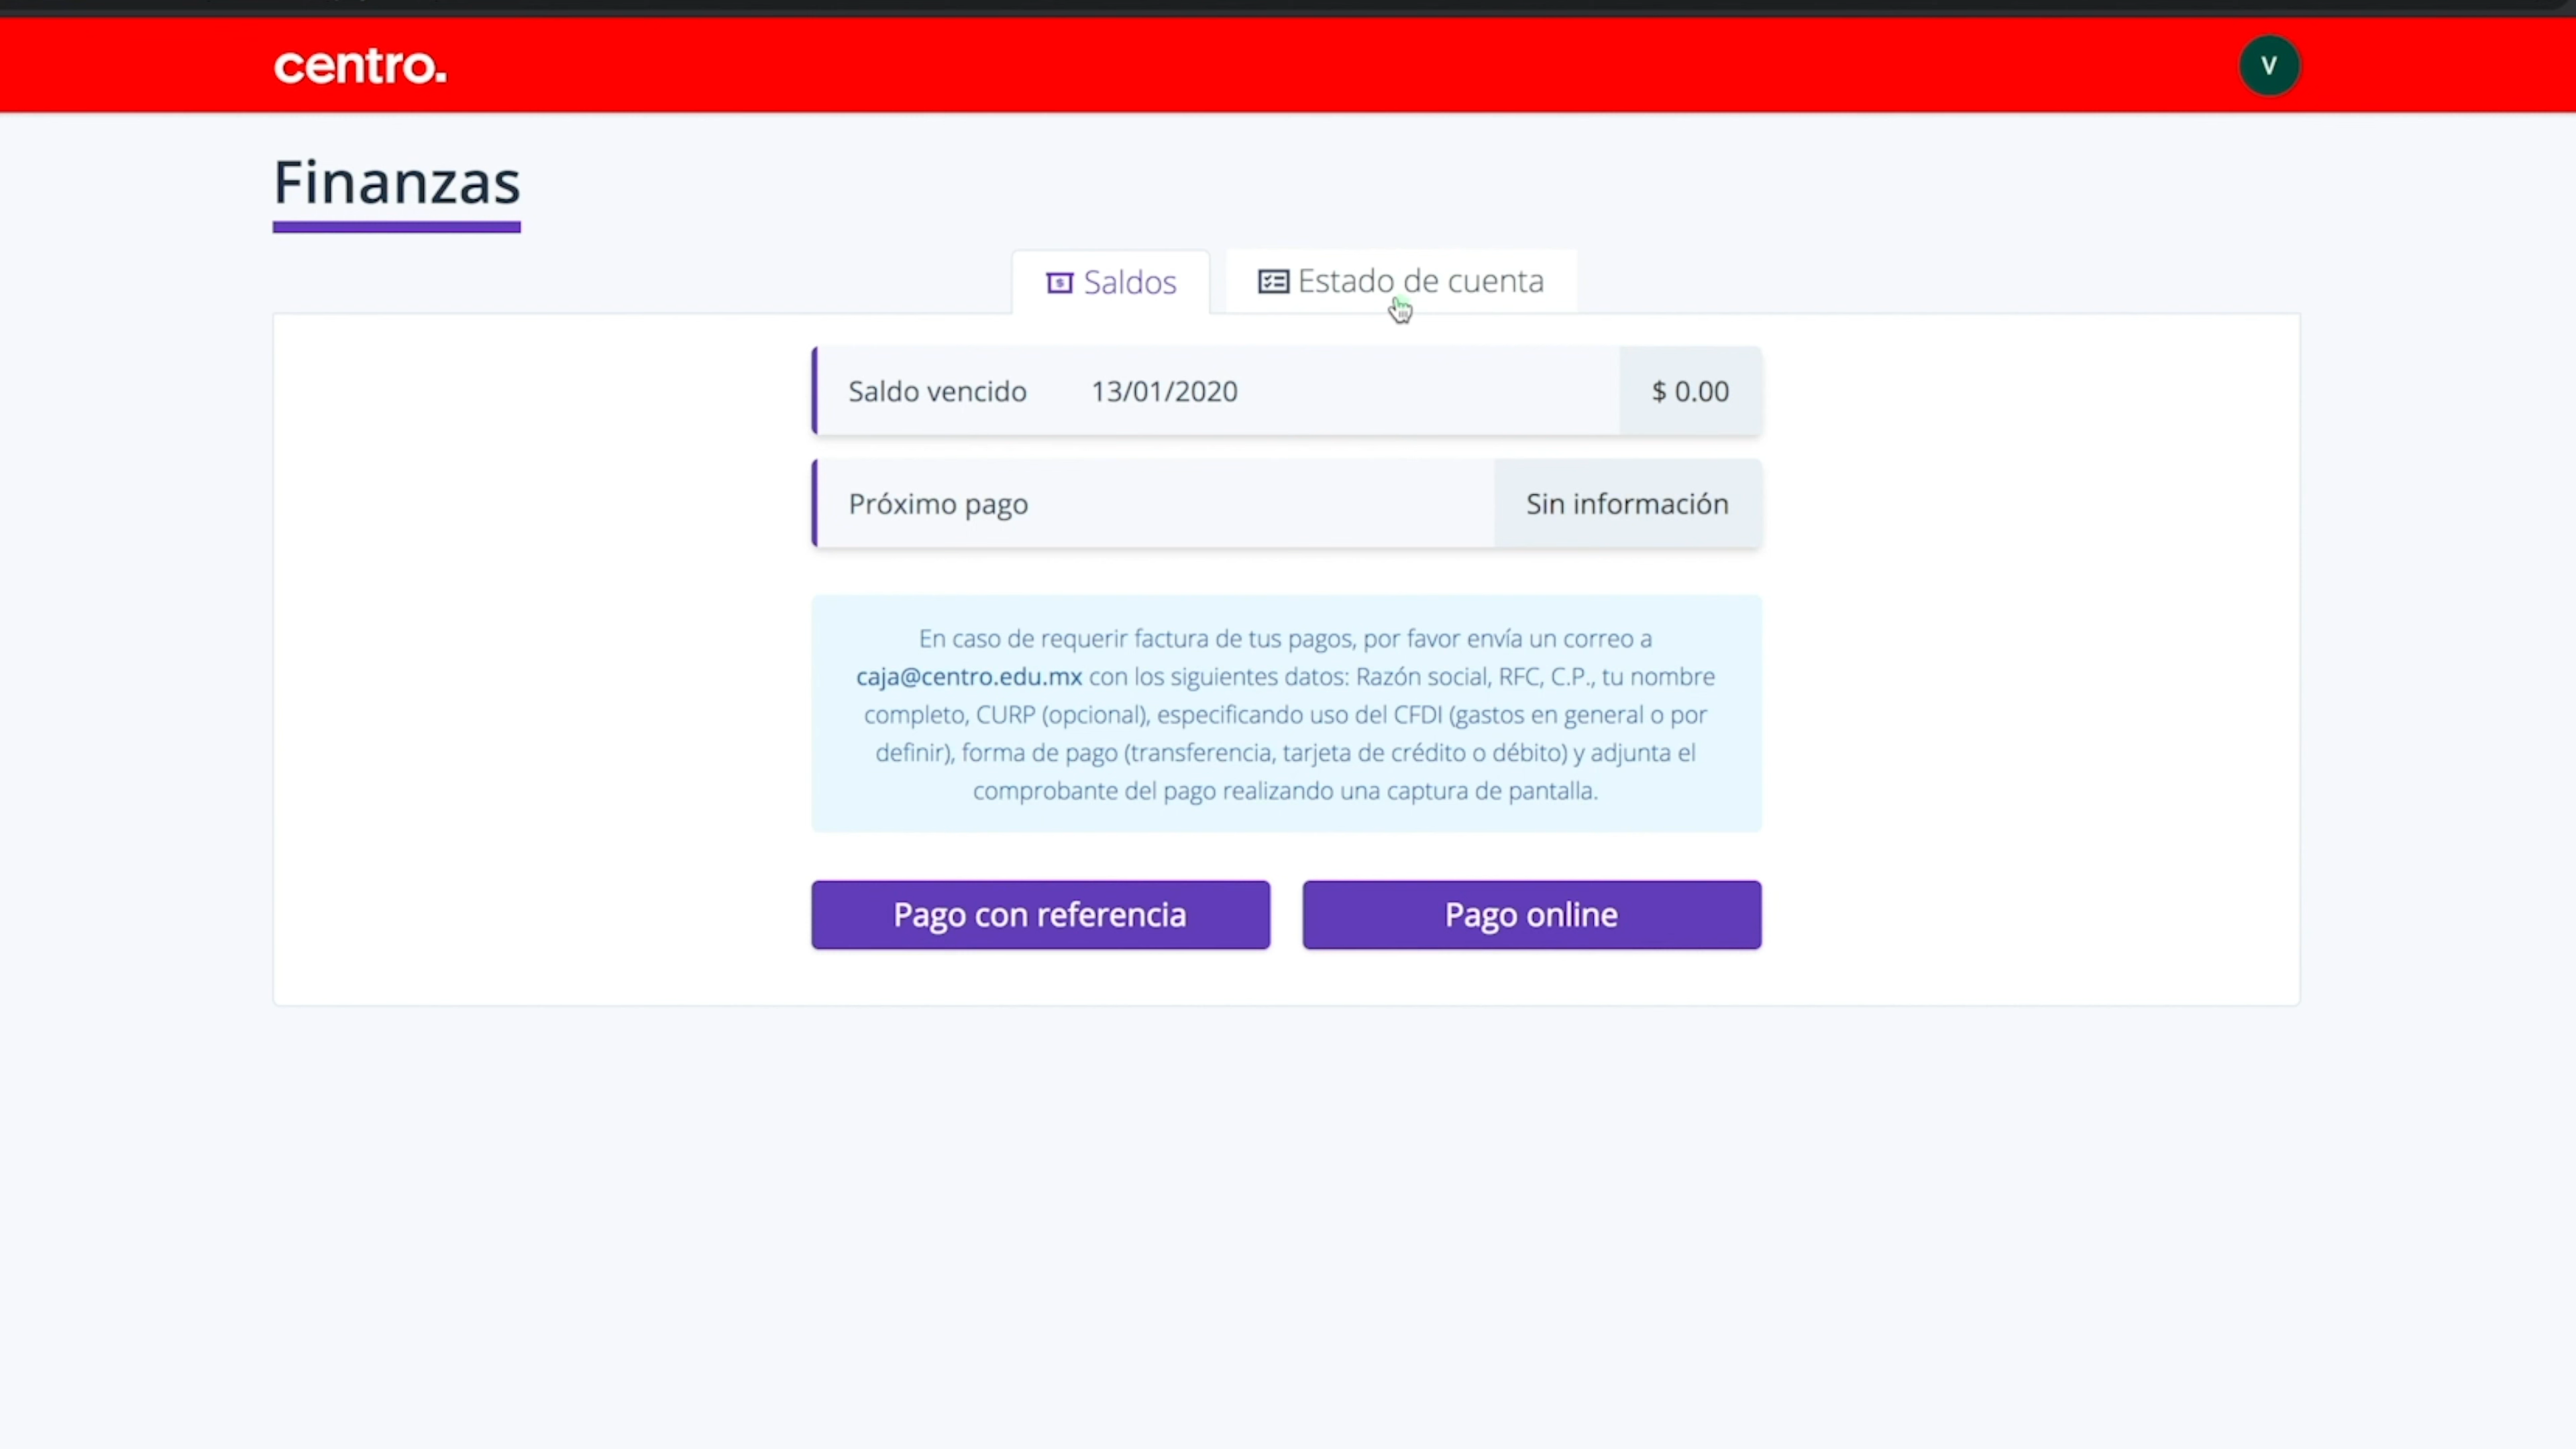 centro.
V
Finanzas
Saldos
Estado de cuenta
Saldo vencido 13/01/2020 $ 0.00
Próximo pago Sin información
En caso de requerir factura de tus pagos, por favor envía un correo a
caja@centro.edu.mx con los siguientes datos: Razón social, RFC, C.P., tu nombre
completo, CURP (opcional), especificando uso del CFDI (gastos en general o por
definir), forma de pago (transferencia, tarjeta de crédito o débito) y adjunta el
comprobante del pago realizando una captura de pantalla.
Pago con referencia
Pago online